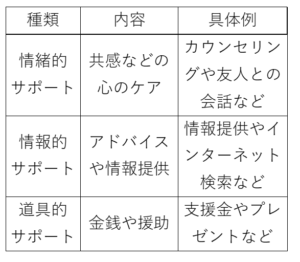 種類 内容 具体例
情緒的
サポート
共感などの
心のケア
カウンセリン
グや友人との
会話など
情報的
サポート
アドバイス
や情報提供
情報提供やイ
ンターネット
検索など
道具的
サポート
金銭や援助
支援金やプレ
ゼントなど